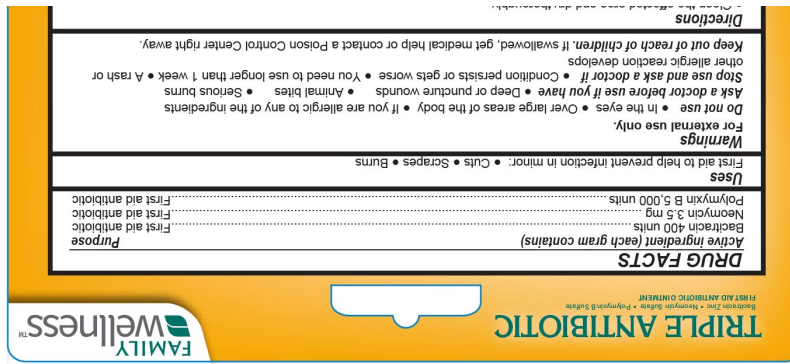 FAMILY
wellness™
TRIPLE ANTIBIOTIC
Bacitracin Zinc • Neomycin Sulfate • Polymyxin B Sulfate
FIRST AID ANTIBIOTIC OINTMENT
DRUG FACTS
Active ingredient (each gram contains) Purpose
Bacitracin 400 units First aid antibiotic
Neomycin 3.5 mg First aid antibiotic
Polymyxin B 5,000 units First aid antibiotic
Uses
First aid to help prevent infection in minor: • Cuts • Scrapes • Burns
Warnings
For external use only.
Do not use • In the eyes • Over large areas of the body • If you are allergic to any of the ingredients
Ask a doctor before use if you have • Deep or puncture wounds • Animal bites • Serious burns
Stop use and ask a doctor if • Condition persists or gets worse • You need to use longer than 1 week • A rash or
other allergic reaction develops
Keep out of reach of children. If swallowed, get medical help or contact a Poison Control Center right away.
Directions
• Clean the affected area and dry thoroughly